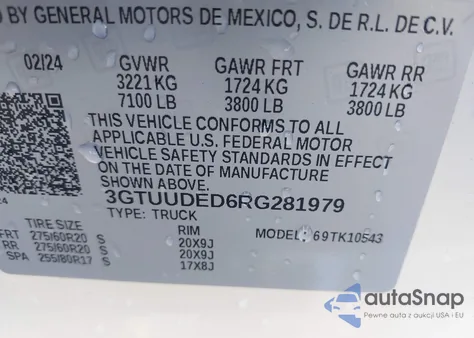 BY GENERAL MOTORS DE MEXICO, S. DE R.L. DE C.V.
02/24 GVWR GAWR FRT GAWR RR
3221 KG 1724 KG 1724 KG
7100 LB 3800 LB 3800 LB
THIS VEHICLE CONFORMS TO ALL
APPLICABLE U.S. FEDERAL MOTOR
VEHICLE SAFETY STANDARDS IN EFFECT
ON THE DATE OF MANUFACTURE
SHOWN ABOVE.
3GTUUDED6RG281979
TYPE: TRUCK
TIRE SIZE RIM MODEL: 69TK10543
FRT 275/60R20 S 20X9J
RR 275/60R20 S 20X9J
SPA 255/80R17 S 17X8J
autoSnap
Pewne auta z aukcji USA i EU